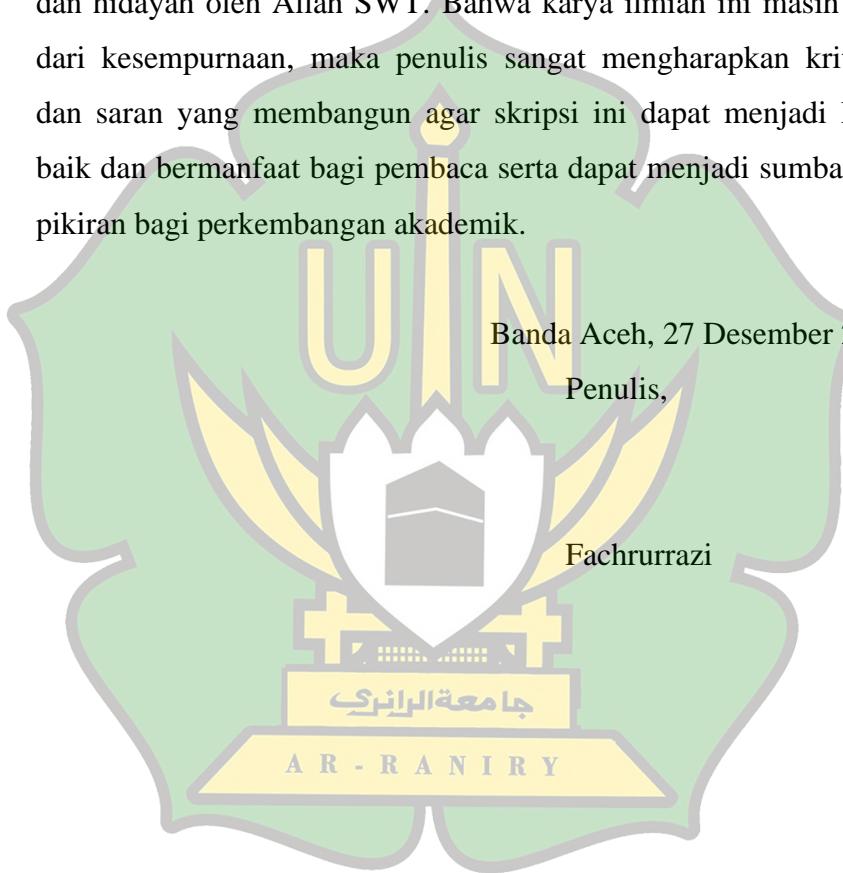 dan hidayah oleh Allah SWT. Bahwa karya ilmiah ini masih
dari kesempurnaan, maka penulis sangat mengharapkan
dan saran yang membangun agar skripsi ini dapat menjadi
baik dan bermanfaat bagi pembaca serta dapat menjadi
pikiran bagi perkembangan akademik.
UIN
Banda Aceh, 27 Desember
Penulis,
Fachrurrazi
جامعة الرانري
AR-RANIRY